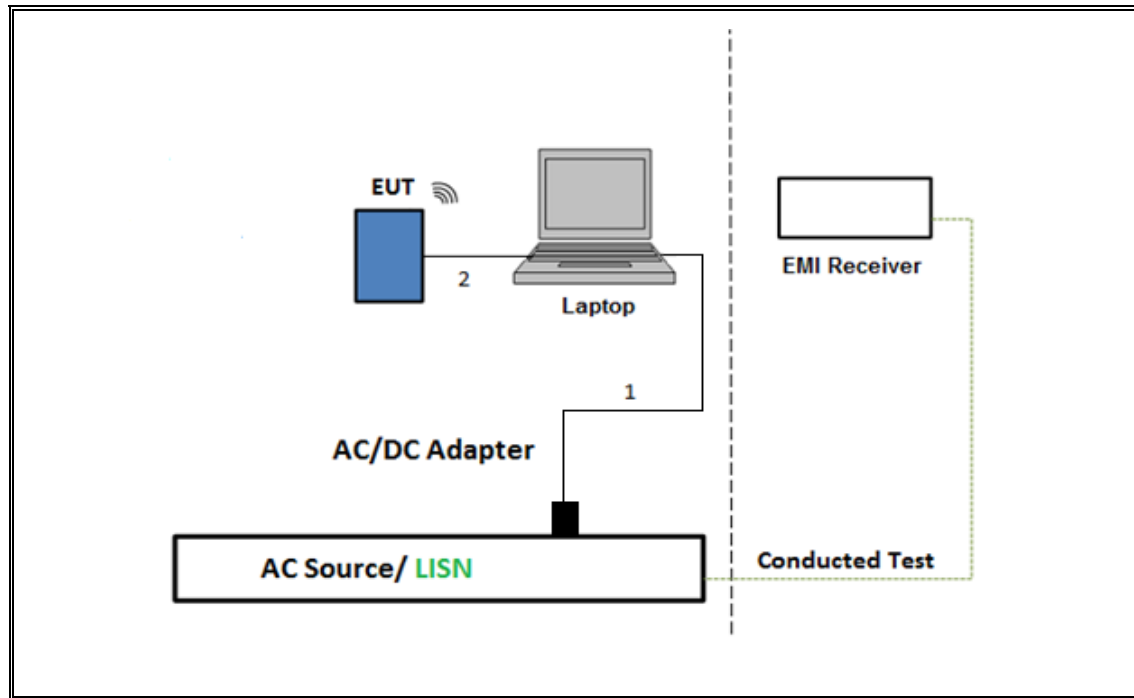 EUT
2
Laptop
EMI Receiver
1
AC/DC Adapter
AC Source/ LISN
Conducted Test